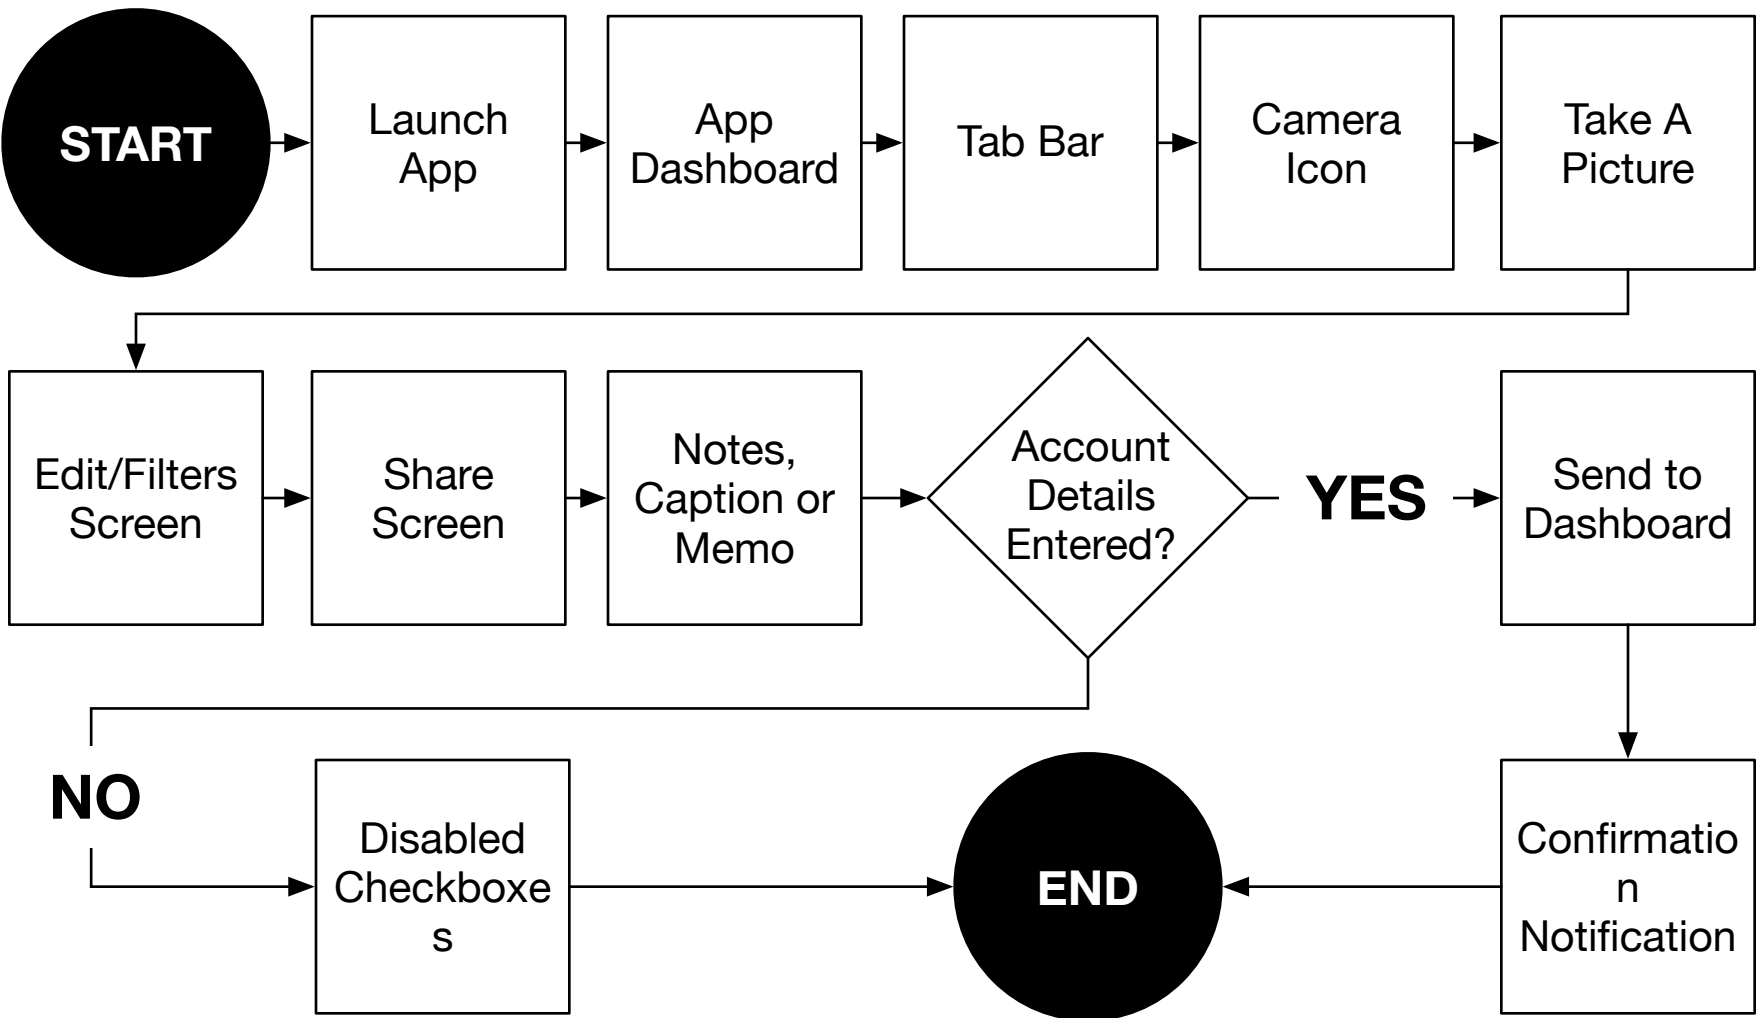 START
Launch
App
App
Dashboard
Tab Bar
Camera
Icon
Take A
Picture
Edit/Filters
Screen
Share
Screen
Notes,
Caption or
Memo
Account
Details
Entered?
YES
Send to
Dashboard
NO
Disabled
Checkboxe
s
END
Confirmatio
n
Notification